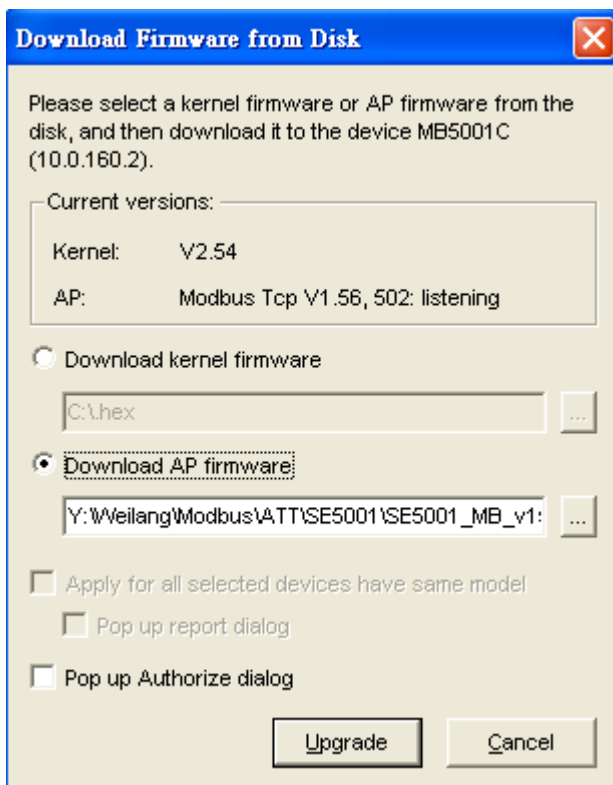 Download Firmware from Disk
Please select a kernel firmware or AP firmware from the
disk, and then download it to the device MB5001C
(10.0.160.2).
Current versions:
Kernel: V2.54
AP: Modbus Tcp V1.56, 502: listening
Download kernel firmware
C:\.hex
...
Download AP firmware
Y:\Weilang\Modbus\ATT\SE5001\SE5001_MB_v1
...
Apply for all selected devices have same model
Pop up report dialog
Pop up Authorize dialog
Upgrade Cancel